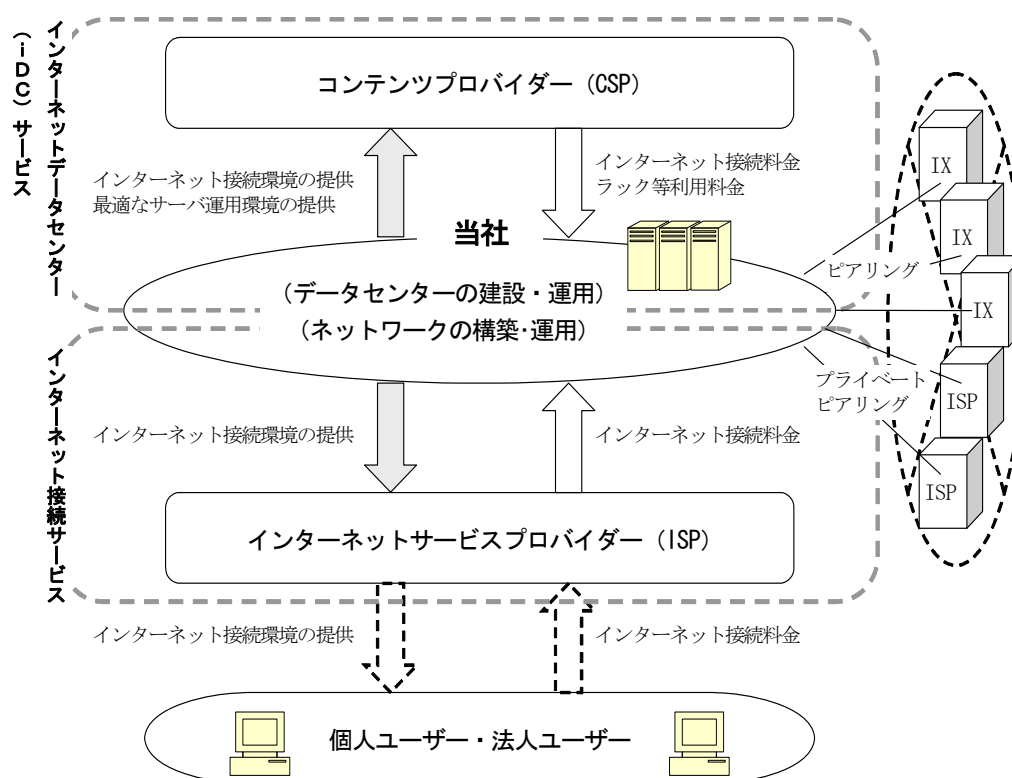 インターネットデータセンター
(iDC)サービス
コンテンツプロバイダー(CSP)
インターネット接続環境の提供
最適なサーバ運用環境の提供
インターネット接続料金
ラック等利用料金
当社
(データセンターの建設・運用)
(ネットワークの構築・運用)
IX
IX
ピアリング
IX
プライベート
ピアリング
ISP
ISP
インターネット接続サービス
インターネット接続環境の提供
インターネット接続料金
インターネットサービスプロバイダー(ISP)
インターネット接続環境の提供
インターネット接続料金
個人ユーザー・法人ユーザー